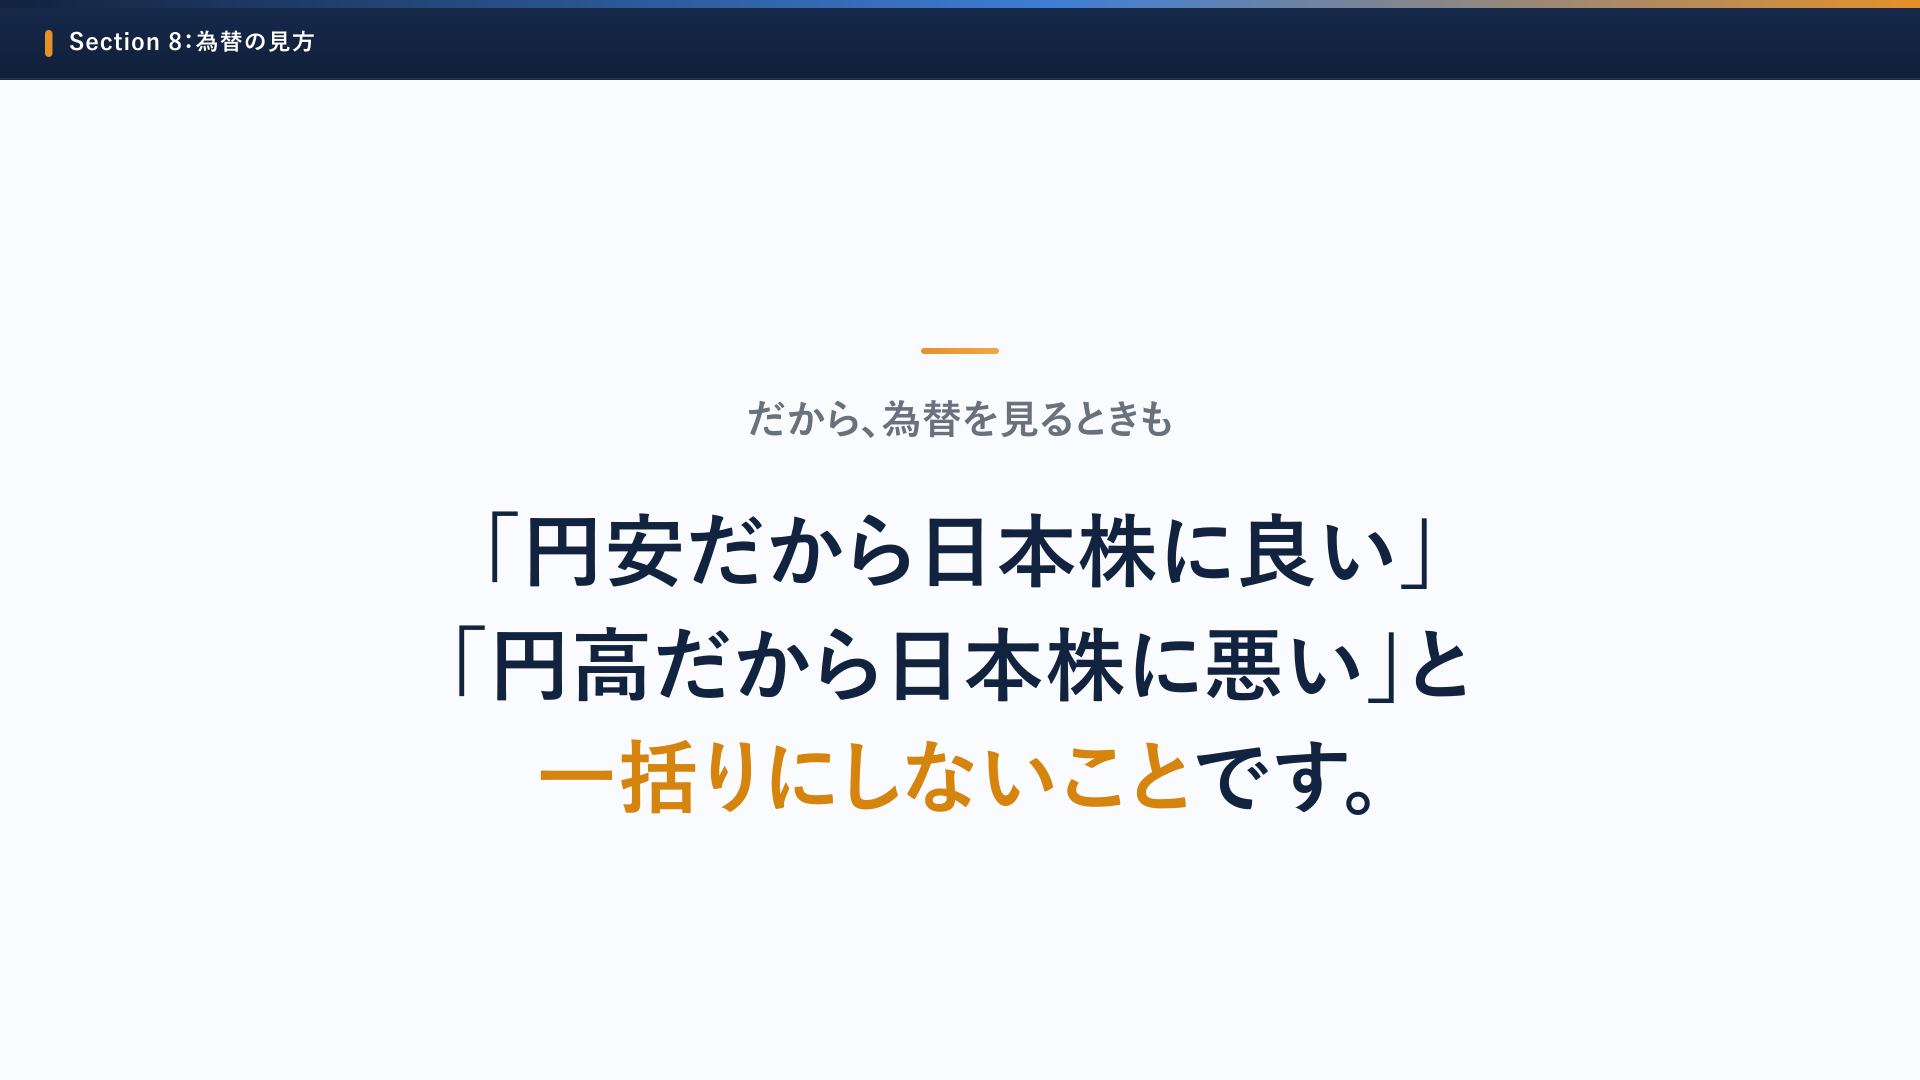 Section 8：為替の見方
だから、為替を見るときも
「円安だから日本株に良い」
「円高だから日本株に悪い」と
一括りにしないことです。